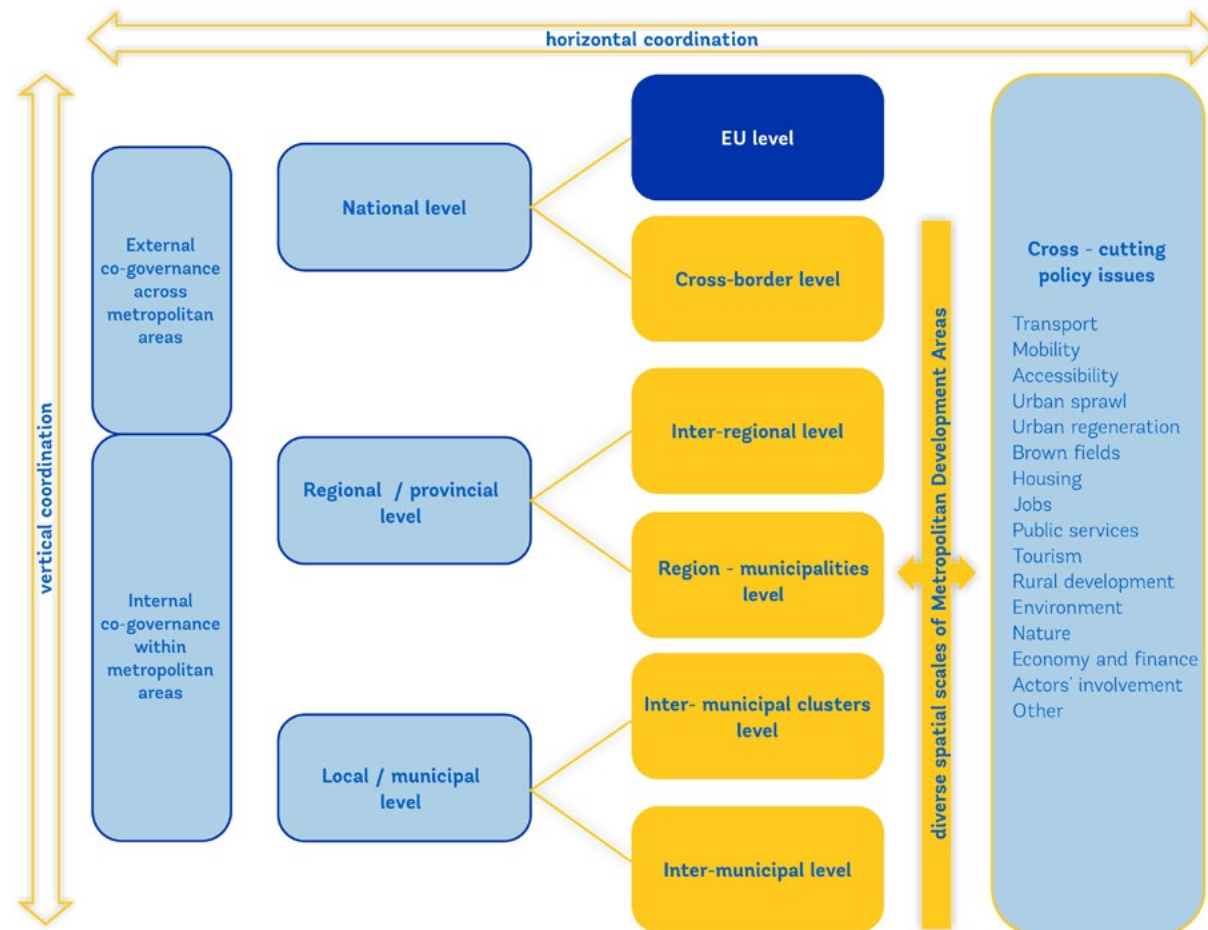 horizontal coordination
vertical coordination
External
co-governance
across
metropolitan
areas
Internal
co-governance
within
metropolitan
areas
National level
Regional / provincial
level
Local / municipal
level
EU level
Cross-border level
Inter-regional level
Region - municipalities
level
Inter- municipal clusters
level
Inter-municipal level
diverse spatial scales of Metropolitan Development Areas
Cross - cutting
policy issues
Transport
Mobility
Accessibility
Urban sprawl
Urban regeneration
Brown fields
Housing
Jobs
Public services
Tourism
Rural development
Environment
Nature
Economy and finance
Actors' involvement
Other